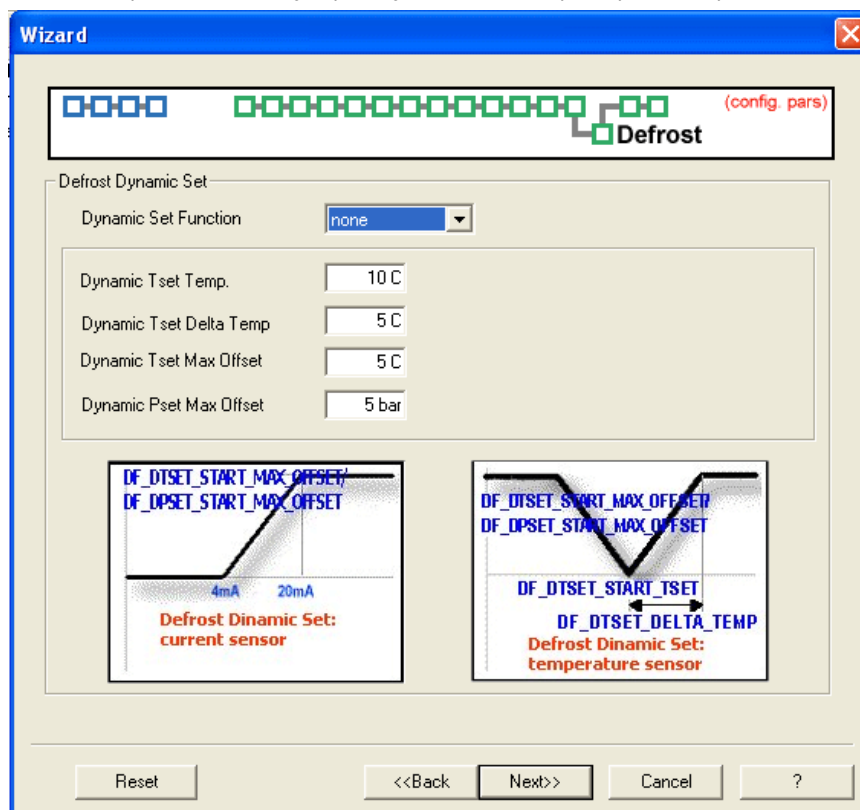 Wizard
(config. pars)
Defrost
Defrost Dynamic Set
Dynamic Set Function
none
Dynamic Tset Temp.
10 C
Dynamic Tset Delta Temp
5 C
Dynamic Tset Max Offset
5 C
Dynamic Pset Max Offset
5 bar
DF_DTSET_START_MAX_OFFSET/
DF_DPSET_START_MAX_OFFSET
4mA
20mA
Defrost Dinamic Set:
current sensor
DF_DTSET_START_MAX_OFFSET/
DF_DPSET_START_MAX_OFFSET
DF_DTSET_START_TSET
DF_DTSET_DELTA_TEMP
Defrost Dinamic Set:
temperature sensor
Reset
<<Back
Next>>
Cancel
?